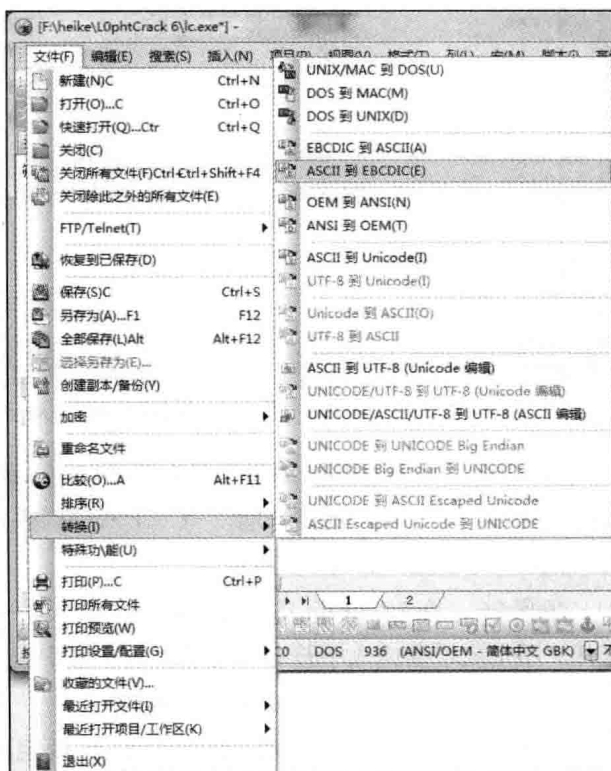 [F:\heike\L0phtCrack 6\lc.exe*] -
文件(F) 编辑(E) 搜索(S) 插入(N) 项目(P) 视图(V) 格式(T) 列(L) 宏(M) 脚本(i)
新建(N)C Ctrl+N
打开(O)...C Ctrl+O
快速打开(Q)...Ctr Ctrl+Q
关闭(C)
关闭所有文件(F)Ctrl+Ctrl+Shift+F4
关闭除此之外的所有文件(E)
FTP/Telnet(T)
恢复到已保存(D)
保存(S)C Ctrl+S
另存为(A)...F1 F12
全部保存(L)Alt Alt+F12
选择另存为(E)...
创建副本/备份(Y)
加密
重命名文件
比较(O)...A Alt+F11
排序(R)
转换(I)
特殊功\能(U)
打印(P)...C Ctrl+P
打印所有文件
打印预览(W)
打印设置/配置(G)
收藏的文件(V)...
最近打开文件(I)
最近打开项目/工作区(K)
退出(X)
UNIX/MAC 到 DOS(U)
DOS 到 MAC(M)
DOS 到 UNIX(D)
EBCDIC 到 ASCII(A)
ASCII 到 EBCDIC(E)
OEM 到 ANSI(N)
ANSI 到 OEM(T)
ASCII 到 Unicode(I)
UTF-8 到 Unicode(I)
Unicode 到 ASCII(O)
UTF-8 到 ASCII
ASCII 到 UTF-8 (Unicode 编辑)
UNICODE/UTF-8 到 UTF-8 (Unicode 编辑)
UNICODE/ASCII/UTF-8 到 UTF-8 (ASCII 编辑)
UNICODE 到 UNICODE Big Endian
UNICODE Big Endian 到 UNICODE
UNICODE 到 ASCII Escaped Unicode
ASCII Escaped Unicode 到 UNICODE
1 2
DOS 936 (ANSI/OEM - 简体中文 GBK)